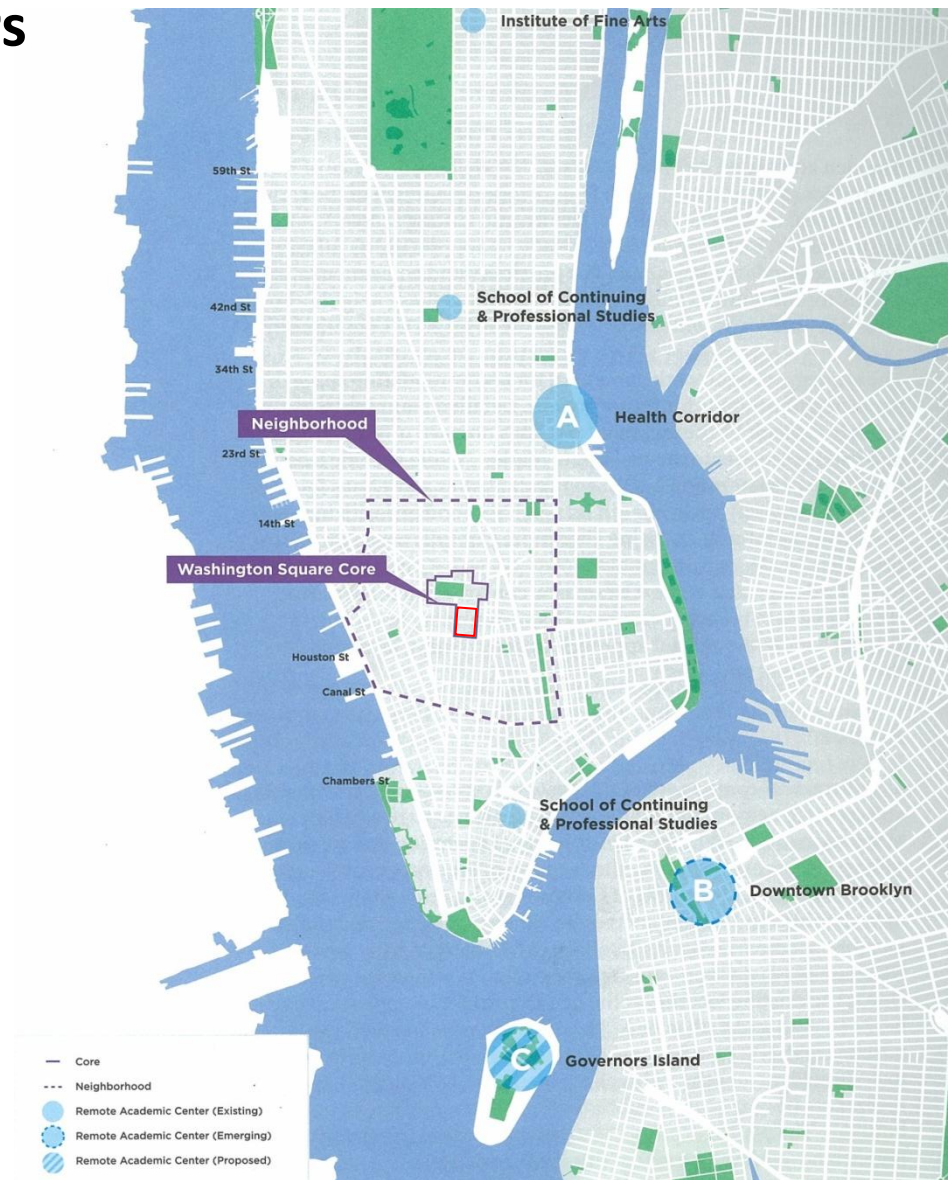 Institute of Fine Arts
59th St
School of Continuing
& Professional Studies
42nd St
34th St
A
Health Corridor
Neighborhood
23rd St
14th St
Washington Square Core
Houston St
Canal St
Chambers St
School of Continuing
& Professional Studies
B
Downtown Brooklyn
C
Governors Island
Core
Neighborhood
Remote Academic Center (Existing)
Remote Academic Center (Emerging)
Remote Academic Center (Proposed)